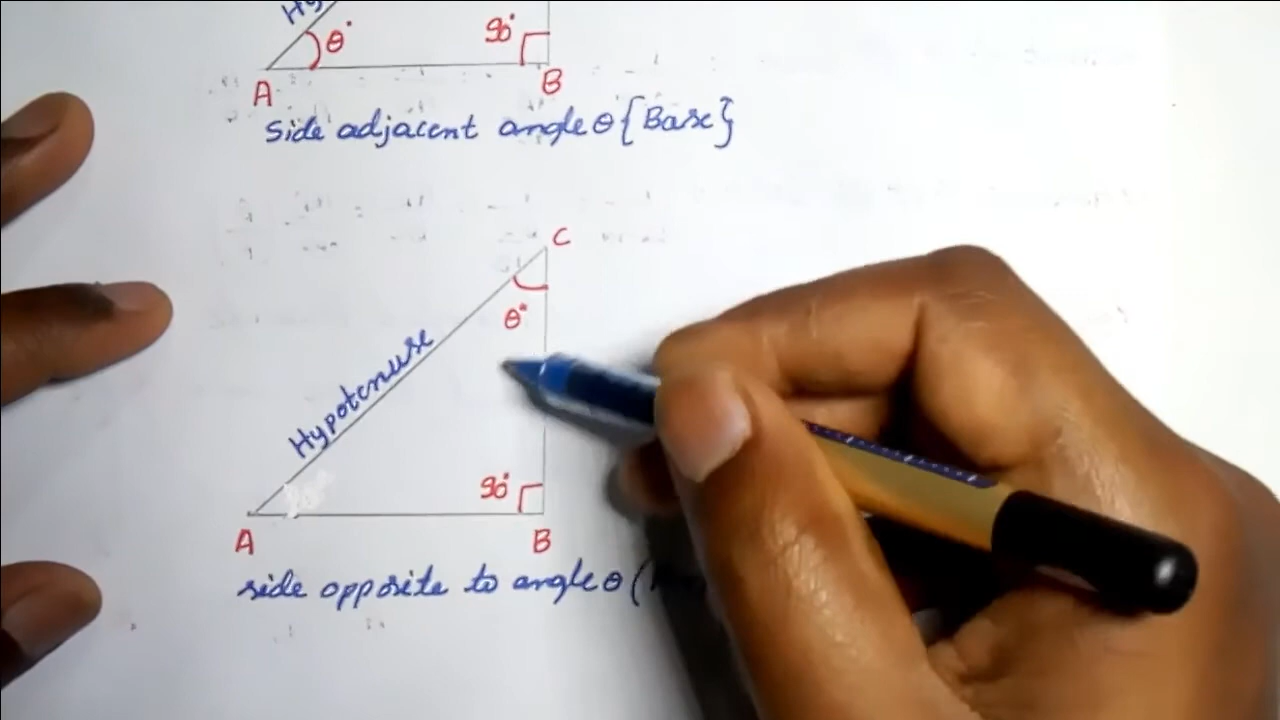 Hy
θ° 90°
A B
Side adjacent angle θ {Base}
C
θ°
Hypotenuse
90°
A B
side opposite to angle θ (